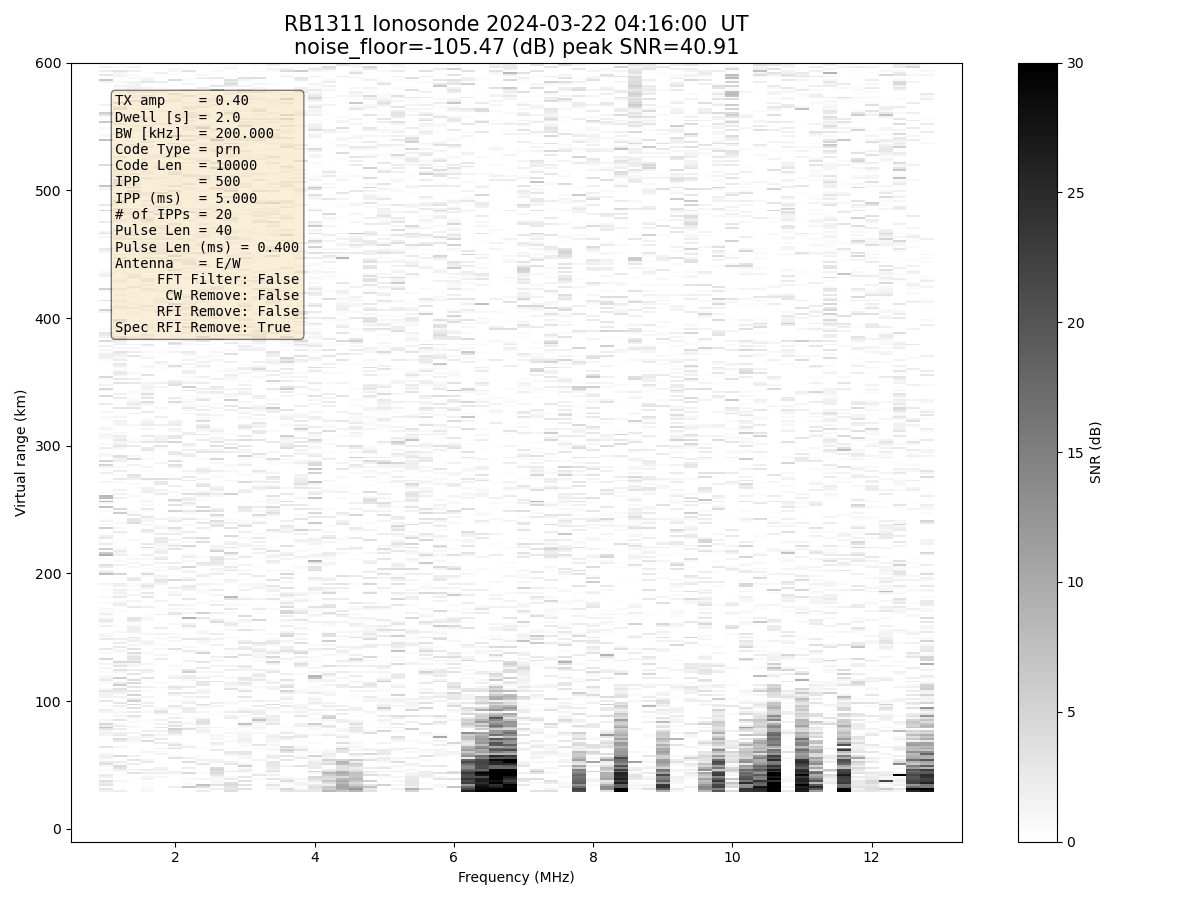 RB1311 Ionosonde 2024-03-22 04:16:00  UT
noise_floor=-105.47 (dB) peak SNR=40.91
TX amp    = 0.40
Dwell [s] = 2.0
BW [kHz]  = 200.000
Code Type = prn
Code Len  = 10000
IPP       = 500
IPP (ms)  = 5.000
# of IPPs = 20
Pulse Len = 40
Pulse Len (ms) = 0.400
Antenna   = E/W
FFT Filter: False
CW Remove: False
RFI Remove: False
Spec RFI Remove: True
600
500
400
300
200
100
0
Virtual range (km)
2
4
6
8
10
12
Frequency (MHz)
30
25
20
15
10
5
0
SNR (dB)